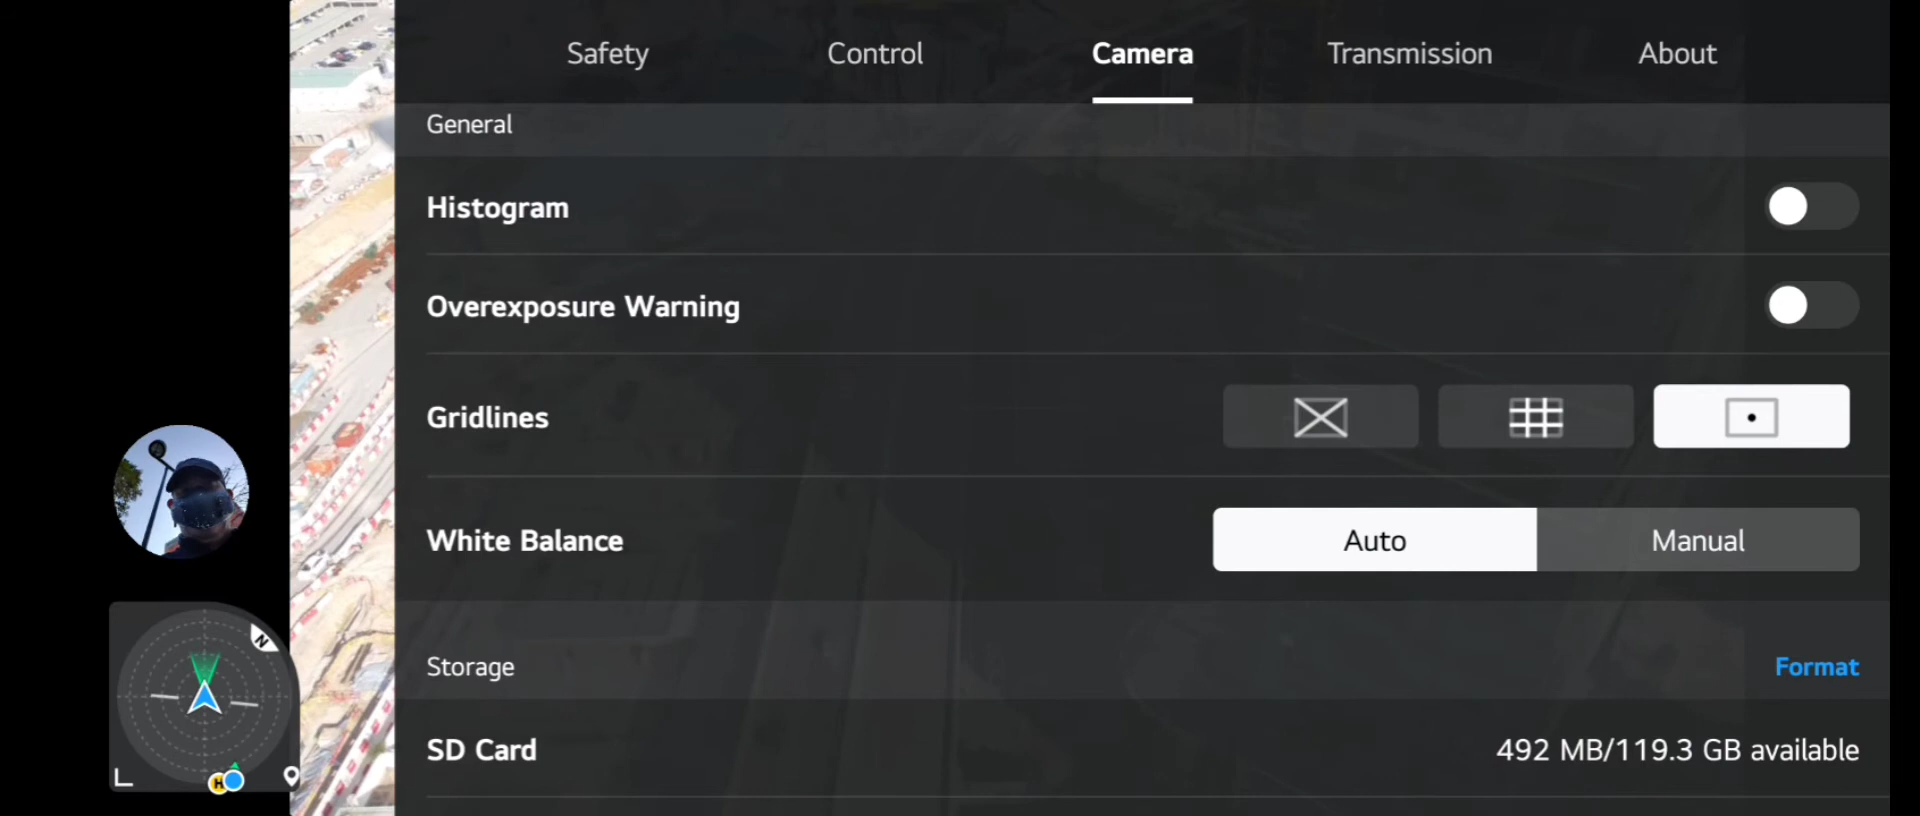 Safety Control Camera Transmission About
General
Histogram
Overexposure Warning
Gridlines
White Balance Auto Manual
Storage Format
SD Card 492 MB/119.3 GB available
N
H